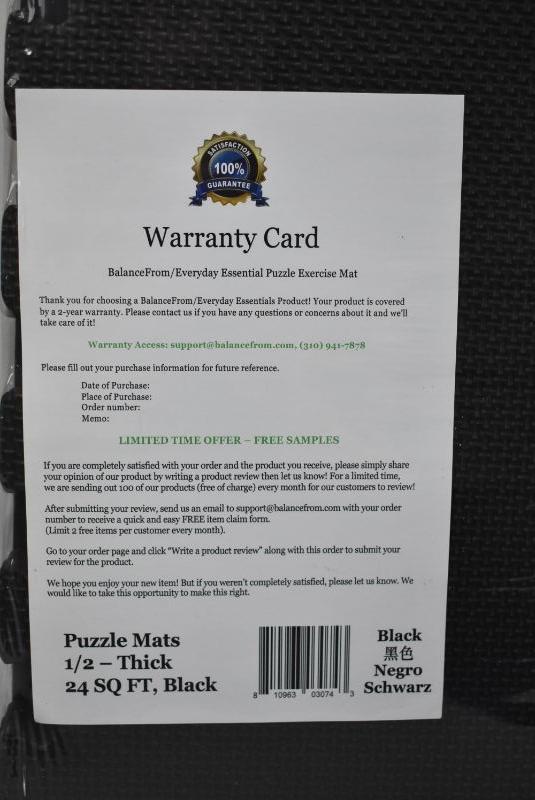 SATISFACTION
100%
GUARANTEE
Warranty Card
BalanceFrom/Everyday Essential Puzzle Exercise Mat
Thank you for choosing a BalanceFrom/Everyday Essentials Product! Your product is covered
by a 2-year warranty. Please contact us if you have any questions or concerns about it and we'll
take care of it!
Warranty Access: support@balancefrom.com, (310) 941-7878
Please fill out your purchase information for future reference.
Date of Purchase:
Place of Purchase:
Order number:
Memo:
LIMITED TIME OFFER – FREE SAMPLES
If you are completely satisfied with your order and the product you receive, please simply share
your opinion of our product by writing a product review then let us know! For a limited time,
we are sending out 100 of our products (free of charge) every month for our customers to review!
After submitting your review, send us an email to support@balancefrom.com with your order
number to receive a quick and easy FREE item claim form.
(Limit 2 free items per customer every month).
Go to your order page and click "Write a product review" along with this order to submit your
review for the product.
We hope you enjoy your new item! But if you weren't completely satisfied, please let us know. We
would like to take this opportunity to make this right.
Puzzle Mats
1/2 – Thick
24 SQ FT, Black
8 10963 03074 3
Black
黑色
Negro
Schwarz